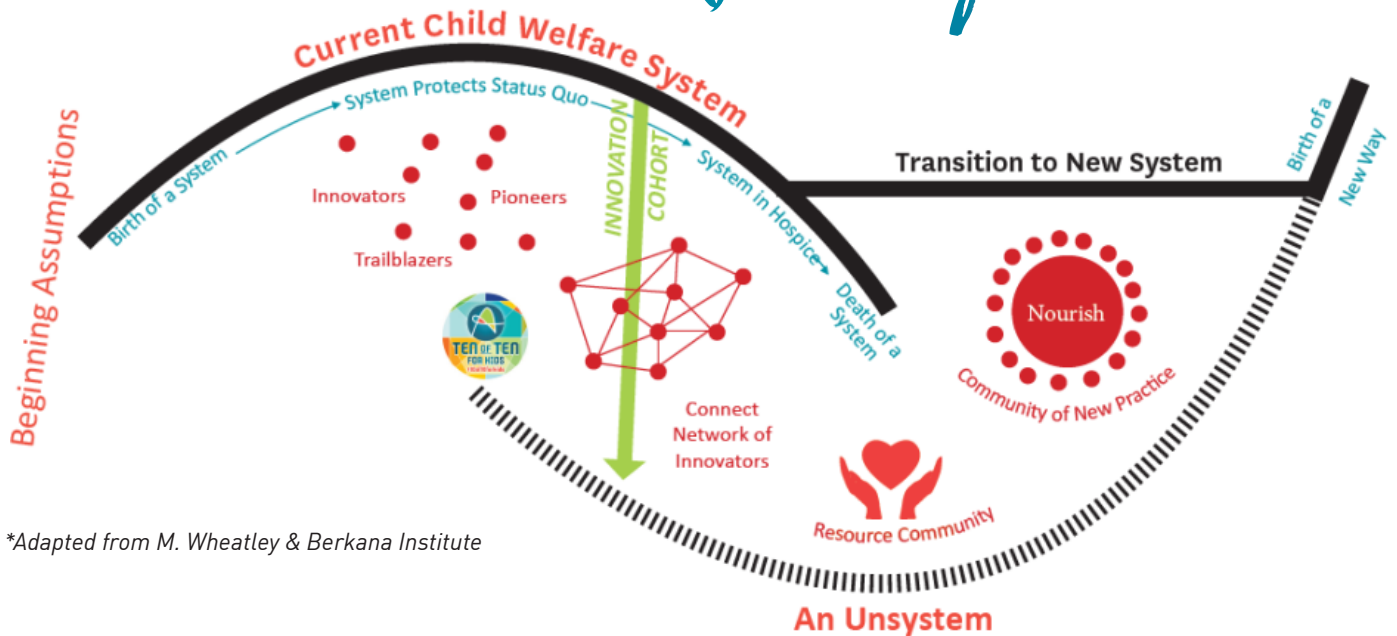 Current Child Welfare System
Beginning Assumptions
Birth of a System
System Protects Status Quo
System in Hospice
Death of a
System
INNOVATION
COHORT
Innovators
Pioneers
Trailblazers
TEN OF TEN
FOR KIDS
Connect
Network of
Innovators
Transition to New System
Birth of a
New Way
Nourish
Community of New Practice
Resource Community
An Unsystem
*Adapted from M. Wheatley & Berkana Institute